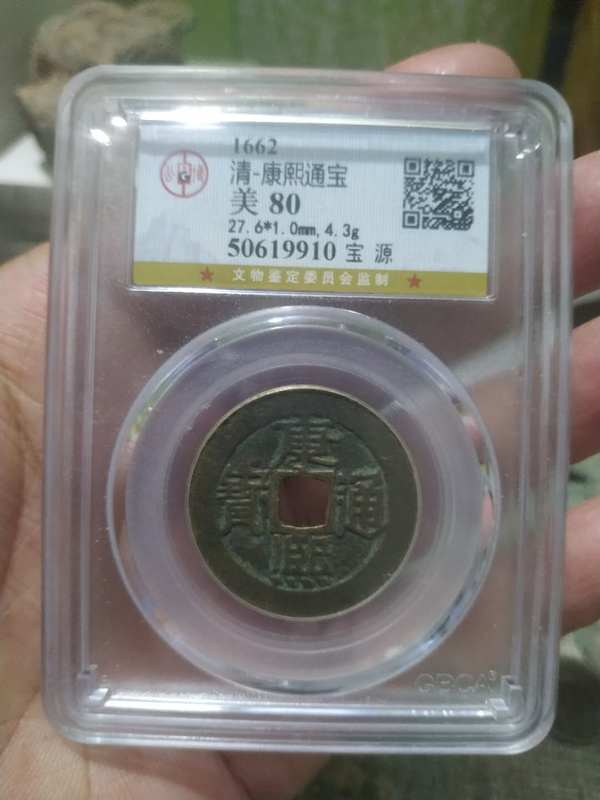 1662
清-康熙通宝
美 80
27.6*1.0mm, 4.3g
50619910 宝 源
★ 文物鉴定委员会监制 ★
G
康
寶 通
熙
GBCA